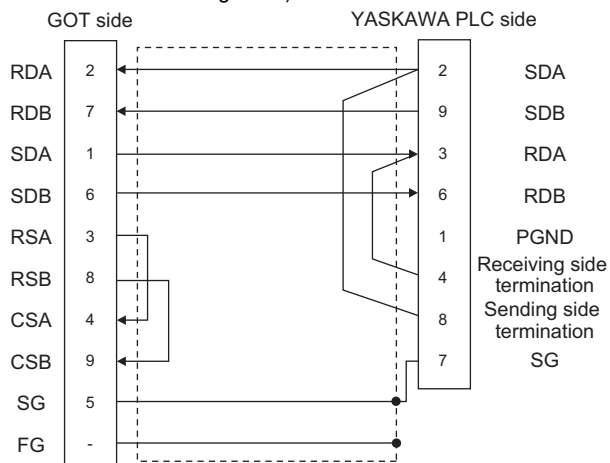 GOT side YASKAWA PLC side
RDA 2 2 SDA
RDB 7 9 SDB
SDA 1 3 RDA
SDB 6 6 RDB
RSA 3 1 PGND
RSB 8 4 Receiving side
termination
CSA 4 8 Sending side
termination
CSB 9 7 SG
SG 5
FG -